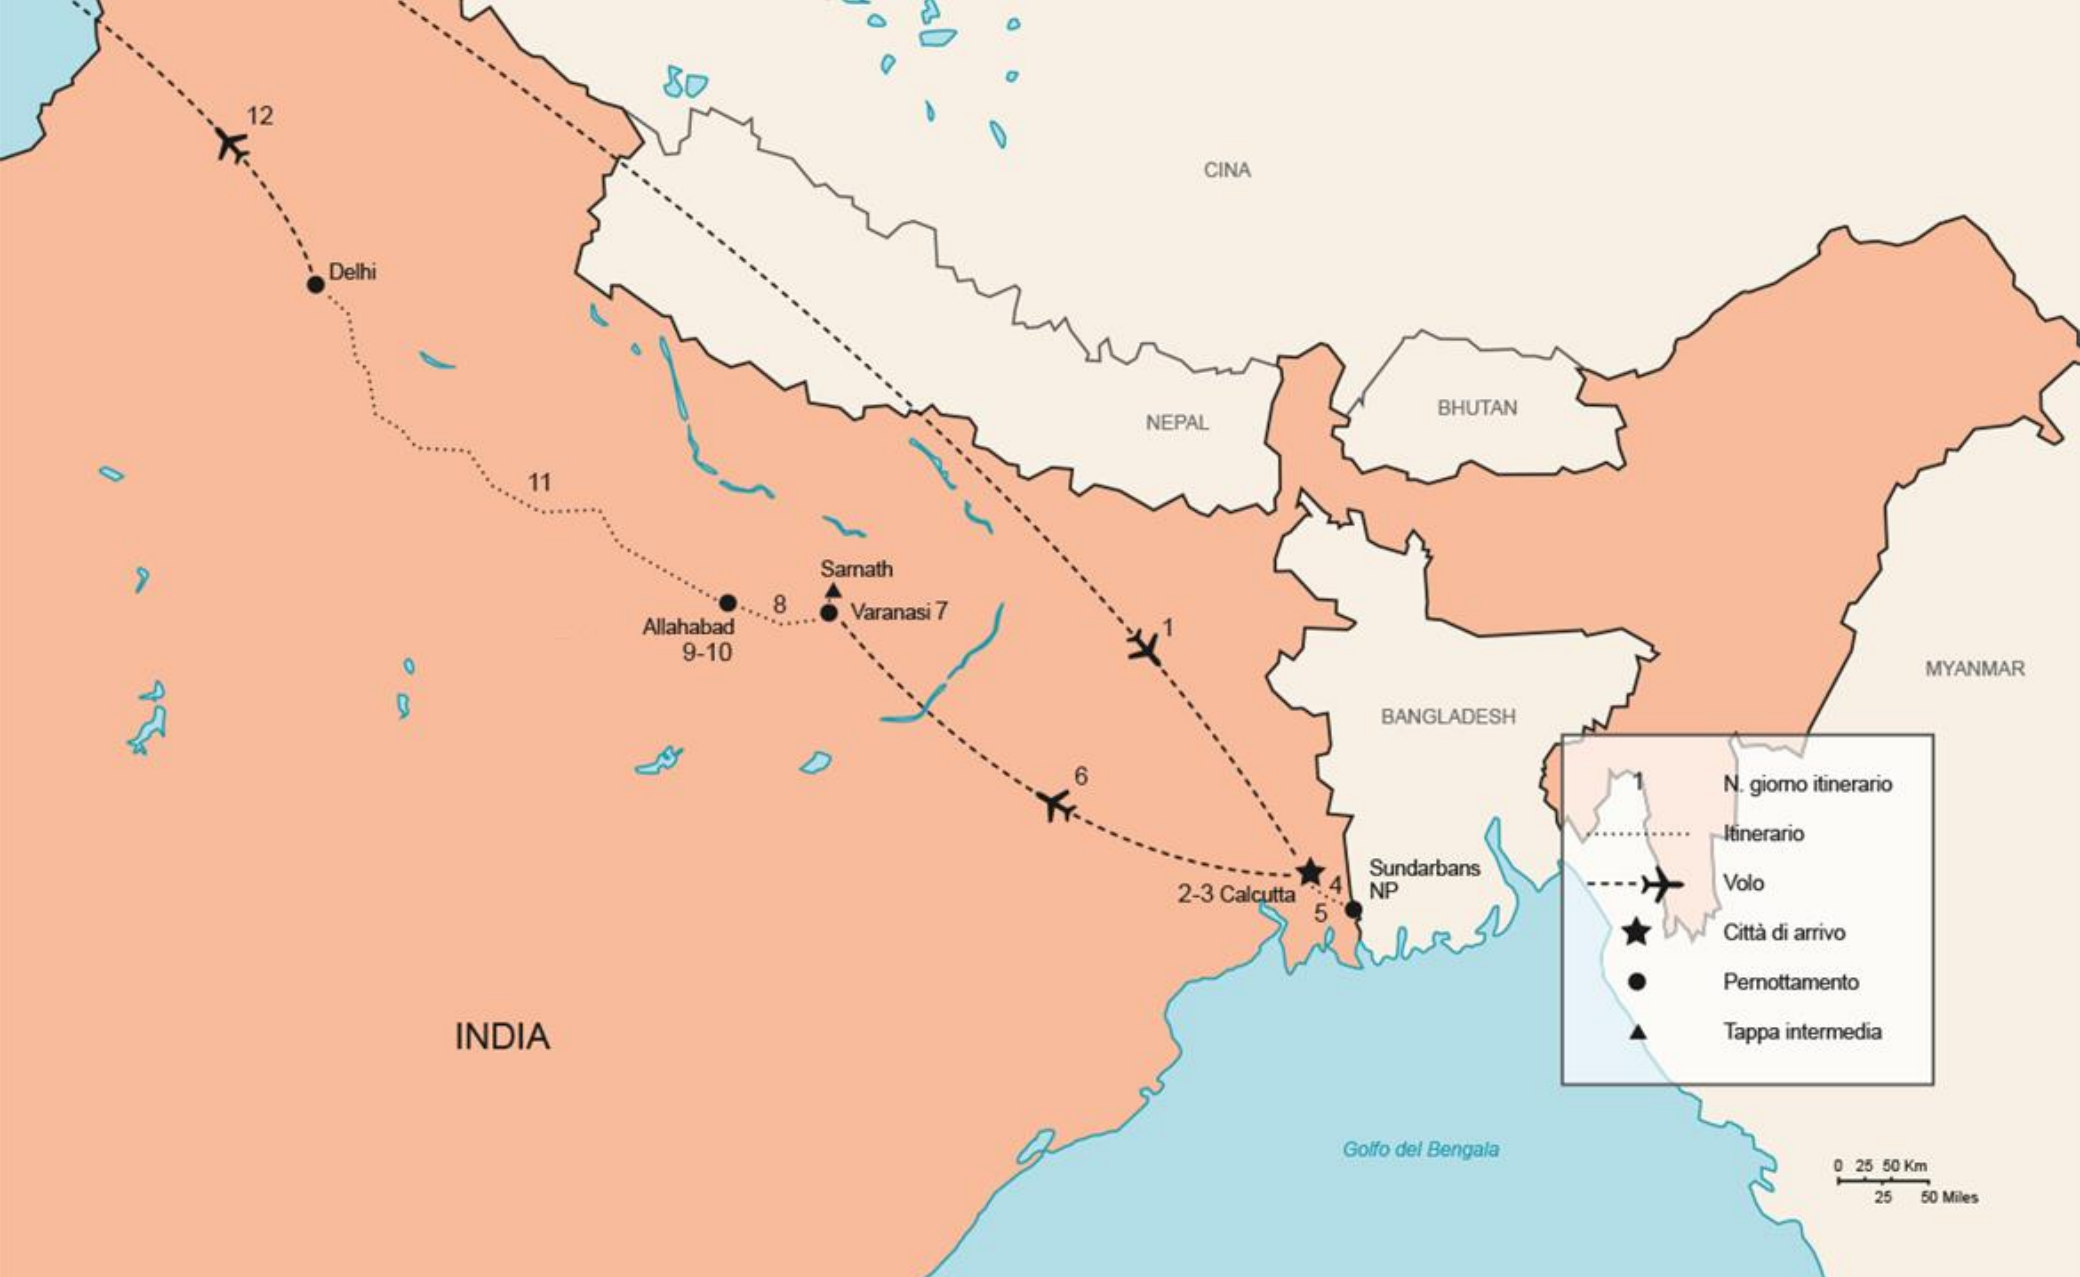 12
CINA
Delhi
NEPAL
BHUTAN
11
Sarnath
8
Varanasi 7
Allahabad
9-10
1
MYANMAR
BANGLADESH
6
1
N. giorno itinerario
Itinerario
Volo
Città di arrivo
Pernottamento
Tappa intermedia
Sundarbans
NP
4
2-3 Calcutta
5
INDIA
Golfo del Bengala
0 25 50 Km
25 50 Miles